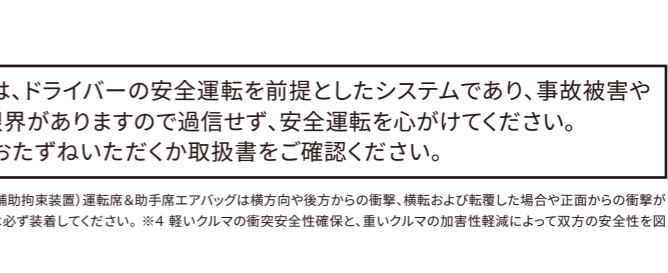 は、ドライバーの安全運転を前提としたシステムであり、事故被害や
界がありますので過信せず、安全運転を心がけてください。
おたずねいただくか取扱書をご確認ください。
補助拘束装置）運転席＆助手席エアバッグは横方向や後方からの衝撃、横転および転覆した場合や正面からの衝撃が
必ず装着してください。 ※4 軽いクルマの衝突安全性確保と、重いクルマの加害性軽減によって双方の安全性を図